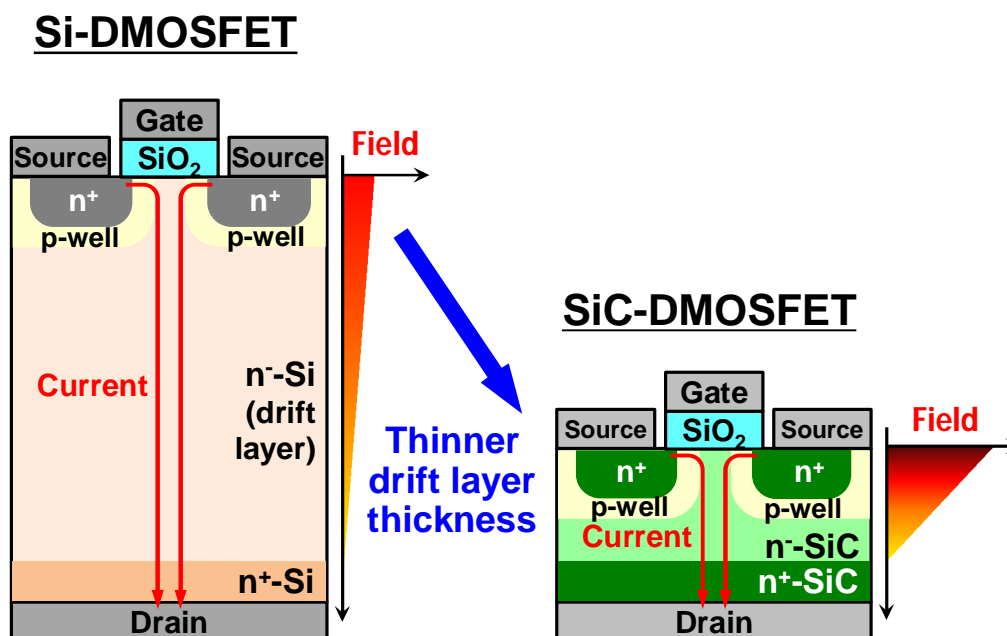 Si-DMOSFET
Gate
Source
SiO₂
Source
Field
n⁺
n⁺
p-well
p-well
Current
n⁻-Si
(drift
layer)
n⁺-Si
Drain
Thinner
drift layer
thickness
SiC-DMOSFET
Gate
Source
SiO₂
Source
Field
n⁺
n⁺
p-well
p-well
Current
n⁻-SiC
n⁺-SiC
Drain